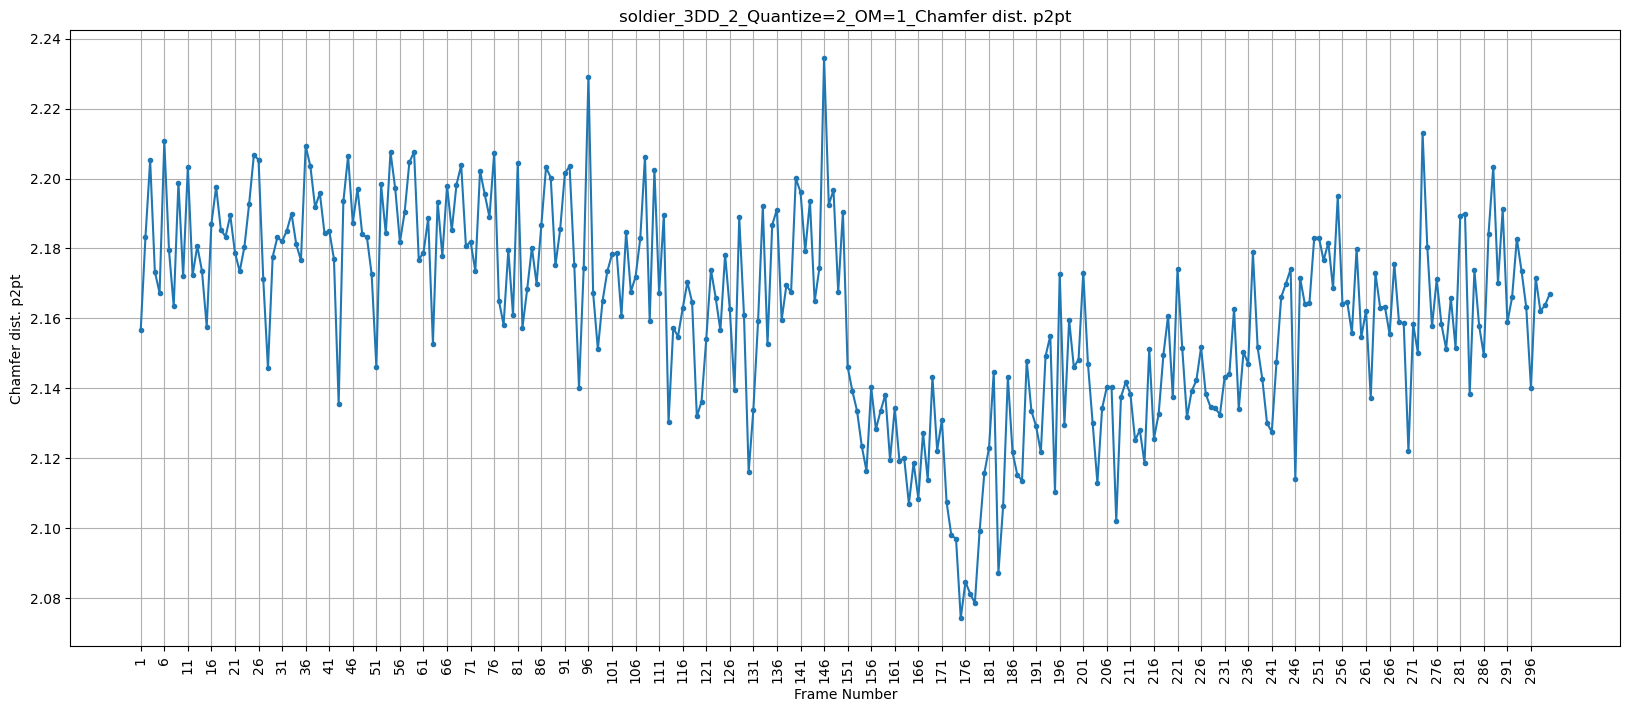 soldier_3DD_2_Quantize=2_OM=1_Chamfer dist. p2pt
2.24
2.22
2.20
2.18
2.16
2.14
2.12
2.10
2.08
Chamfer dist. p2pt
1 6 11 16 21 26 31 36 41 46 51 56 61 66 71 76 81 86 91 96 101 106 111 116 121 126 131 136 141 146 151 156 161 166 171 176 181 186 191 196 201 206 211 216 221 226 231 236 241 246 251 256 261 266 271 276 281 286 291 296
Frame Number